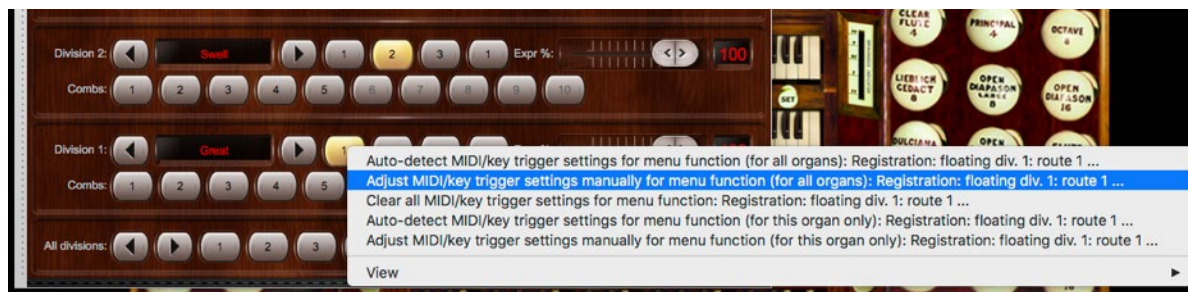 Division 2: Swell 1 2 3 1 Expr %: < > 100
Combs: 1 2 3 4 5 6 7 8 9 10
Division 1: Great 1
Combs: 1 2 3 4 5
All divisions: 1 2 3
Auto-detect MIDI/key trigger settings for menu function (for all organs): Registration: floating div. 1: route 1 ...
Adjust MIDI/key trigger settings manually for menu function (for all organs): Registration: floating div. 1: route 1 ...
Clear all MIDI/key trigger settings for menu function: Registration: floating div. 1: route 1 ...
Auto-detect MIDI/key trigger settings for menu function (for this organ only): Registration: floating div. 1: route 1 ...
Adjust MIDI/key trigger settings manually for menu function (for this organ only): Registration: floating div. 1: route 1 ...
View
CLEAR
FLUTE
4
PRINCIPAL
4
OCTAVE
SET
LIEBLICH
GEDACT
8
OPEN
DIAPASON
LARGE
8
OPEN
DIAPASON
16
DULCIANA
OPEN
16